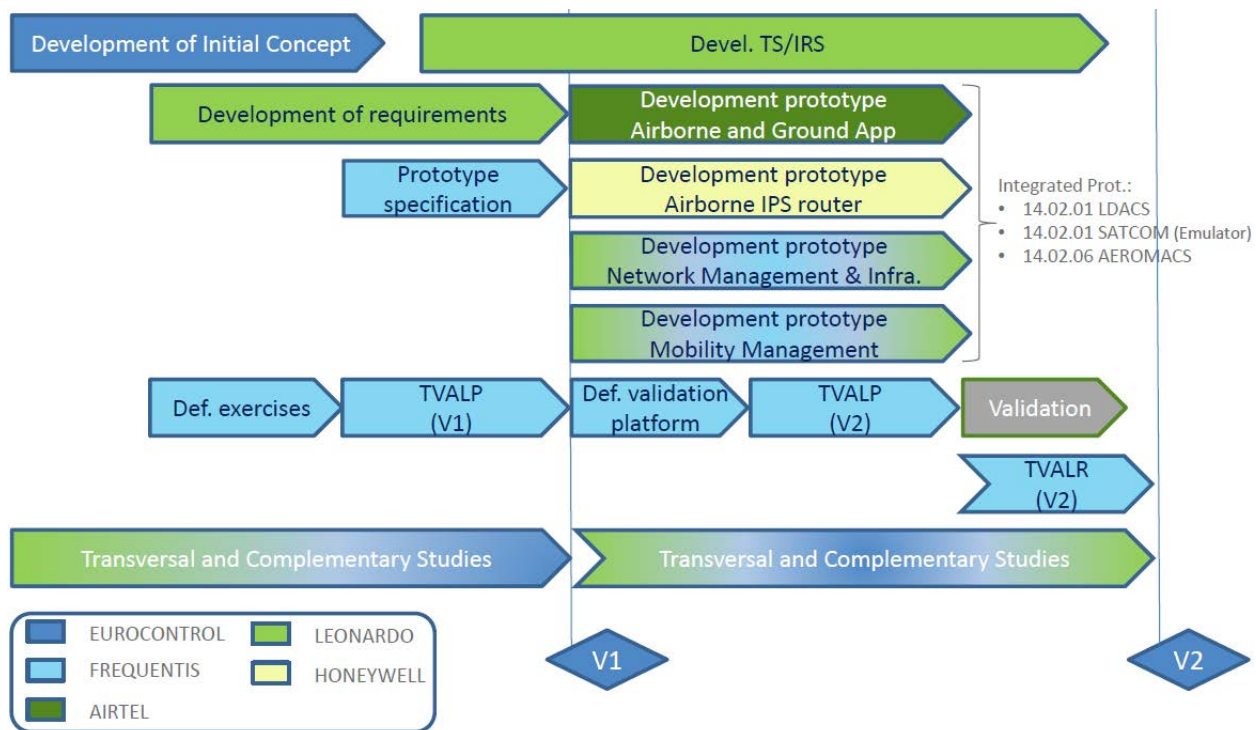 Development of Initial Concept
Devel. TS/IRS
Development of requirements
Development prototype
Airborne and Ground App
Prototype
specification
Development prototype
Airborne IPS router
Integrated Prot.:
• 14.02.01 LDACS
• 14.02.01 SATCOM (Emulator)
• 14.02.06 AEROMACS
Development prototype
Network Management & Infra.
Development prototype
Mobility Management
Def. exercises
TVALP
(V1)
Def. validation
platform
TVALP
(V2)
Validation
TVALR
(V2)
Transversal and Complementary Studies
Transversal and Complementary Studies
EUROCONTROL
LEONARDO
FREQUENTIS
HONEYWELL
AIRTEL
V1
V2